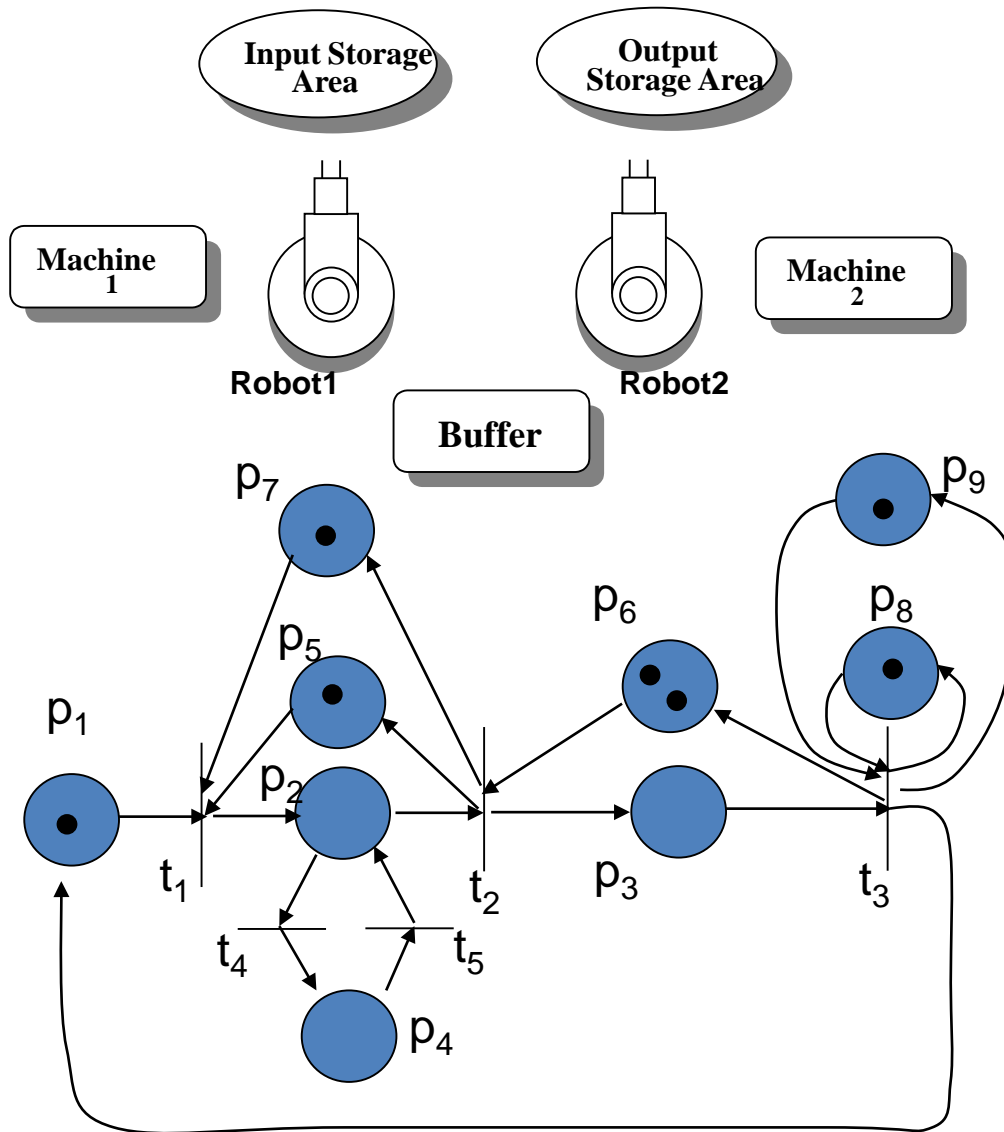 Input Storage
Area
Output
Storage Area
Machine
1
Machine
2
Robot1
Robot2
Buffer
p7
p9
p5
p6
p8
p1
p2
t1
t2
p3
t3
t4
t5
p4